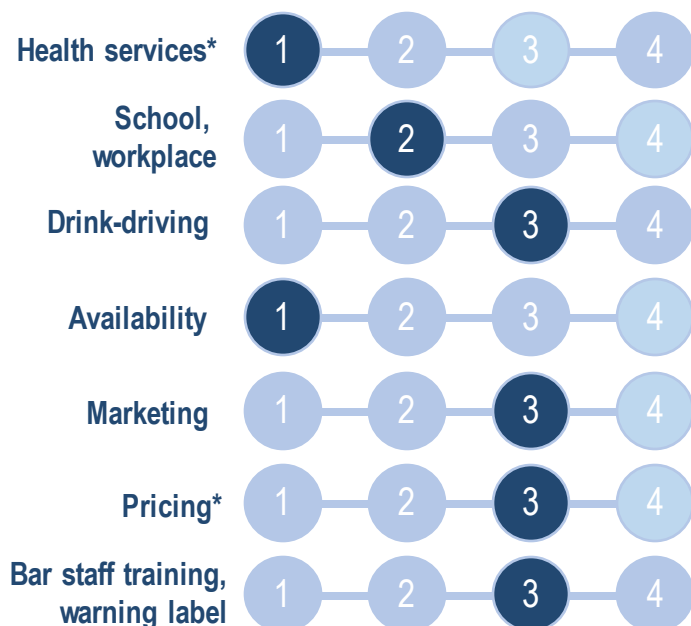 Health services* 1 2 3 4
School,
workplace 1 2 3 4
Drink-driving 1 2 3 4
Availability 1 2 3 4
Marketing 1 2 3 4
Pricing* 1 2 3 4
Bar staff training,
warning label 1 2 3 4